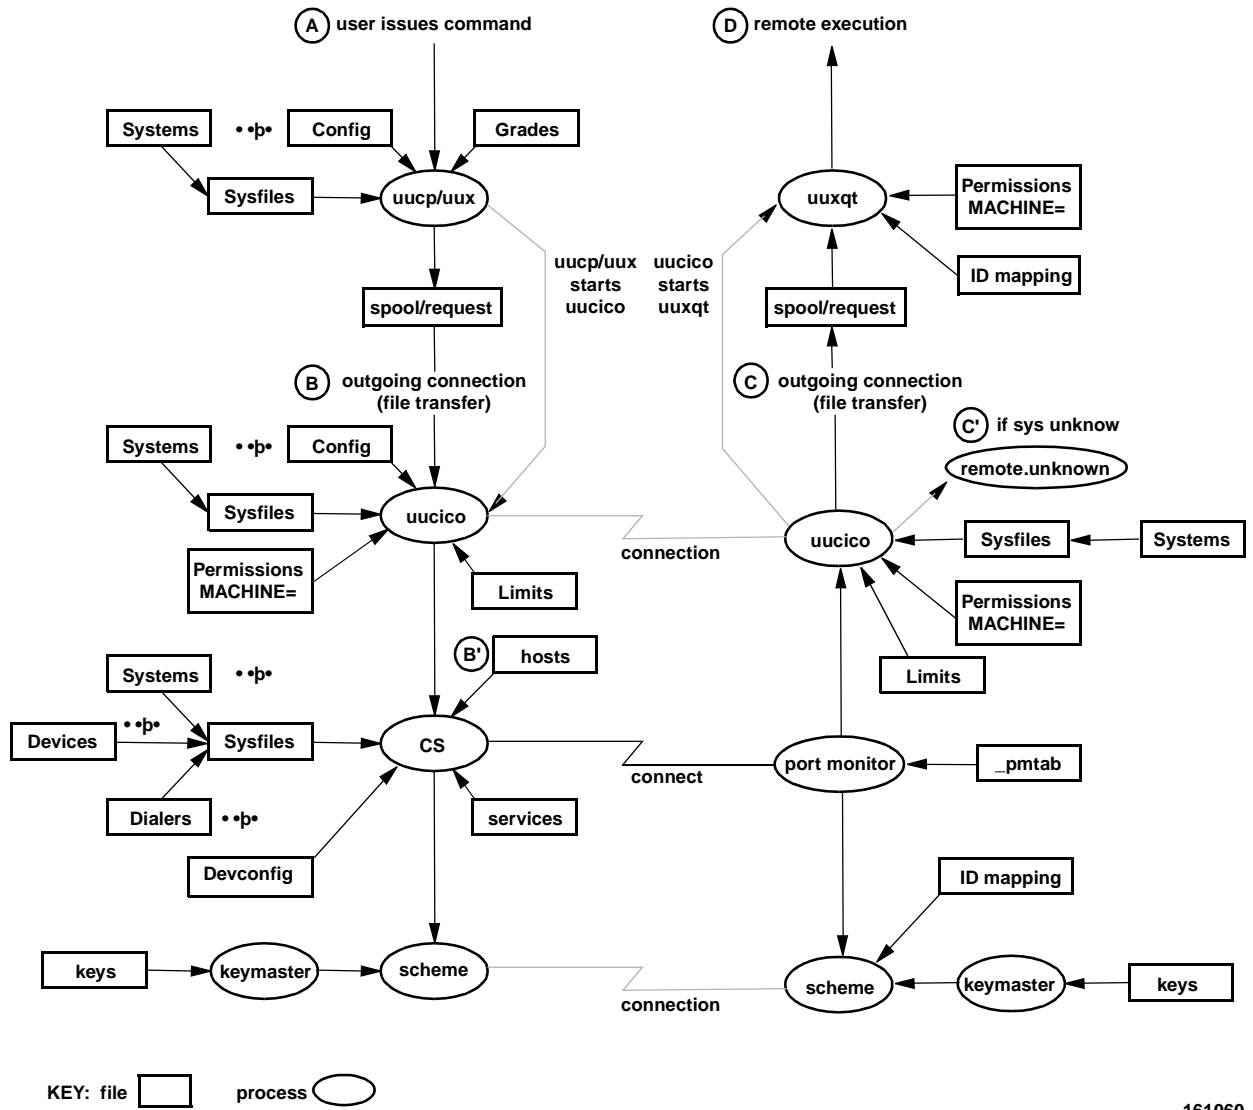 A user issues command
D remote execution
Systems
• •þ•
Config
Grades
Sysfiles
uucp/uux
uuxqt
Permissions
MACHINE=
uucp/uux
starts
uucico
uucico
starts
uuxqt
ID mapping
spool/request
spool/request
B outgoing connection
(file transfer)
C outgoing connection
(file transfer)
C' if sys unknow
remote.unknown
Systems
• •þ•
Config
Sysfiles
uucico
connection
uucico
Sysfiles
Systems
Permissions
MACHINE=
Limits
Permissions
MACHINE=
Limits
B'
hosts
Systems
• •þ•
Devices
• •þ•
Sysfiles
CS
connect
port monitor
_pmtab
Dialers
• •þ•
services
Devconfig
ID mapping
keys
keymaster
scheme
connection
scheme
keymaster
keys
KEY: file
process